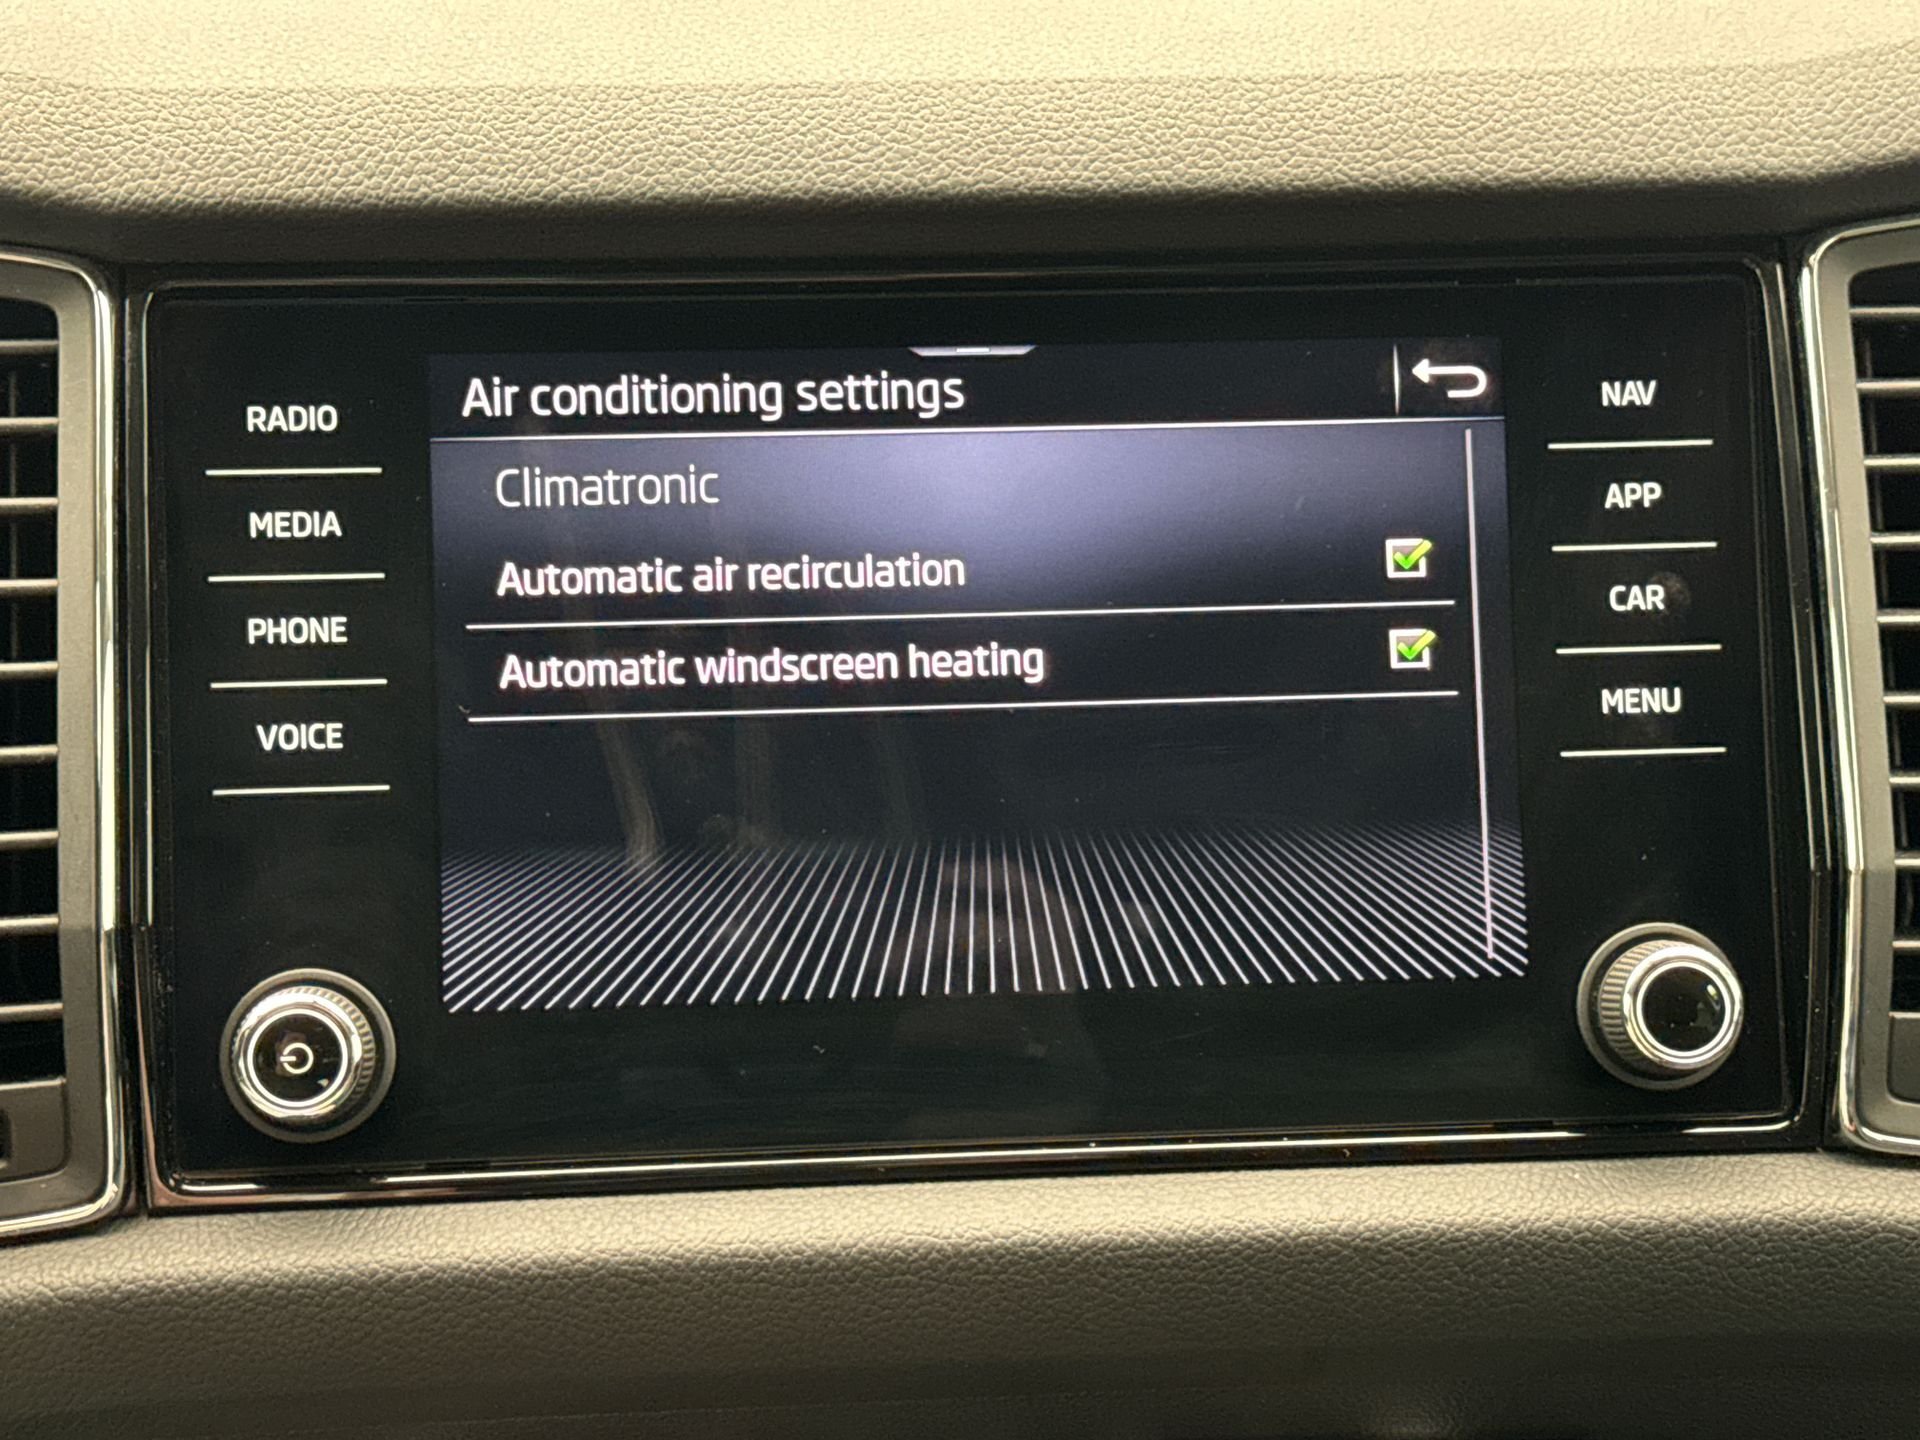 Air conditioning settings
Climatronic
Automatic air recirculation
Automatic windscreen heating
RADIO
MEDIA
PHONE
VOICE
NAV
APP
CAR
MENU